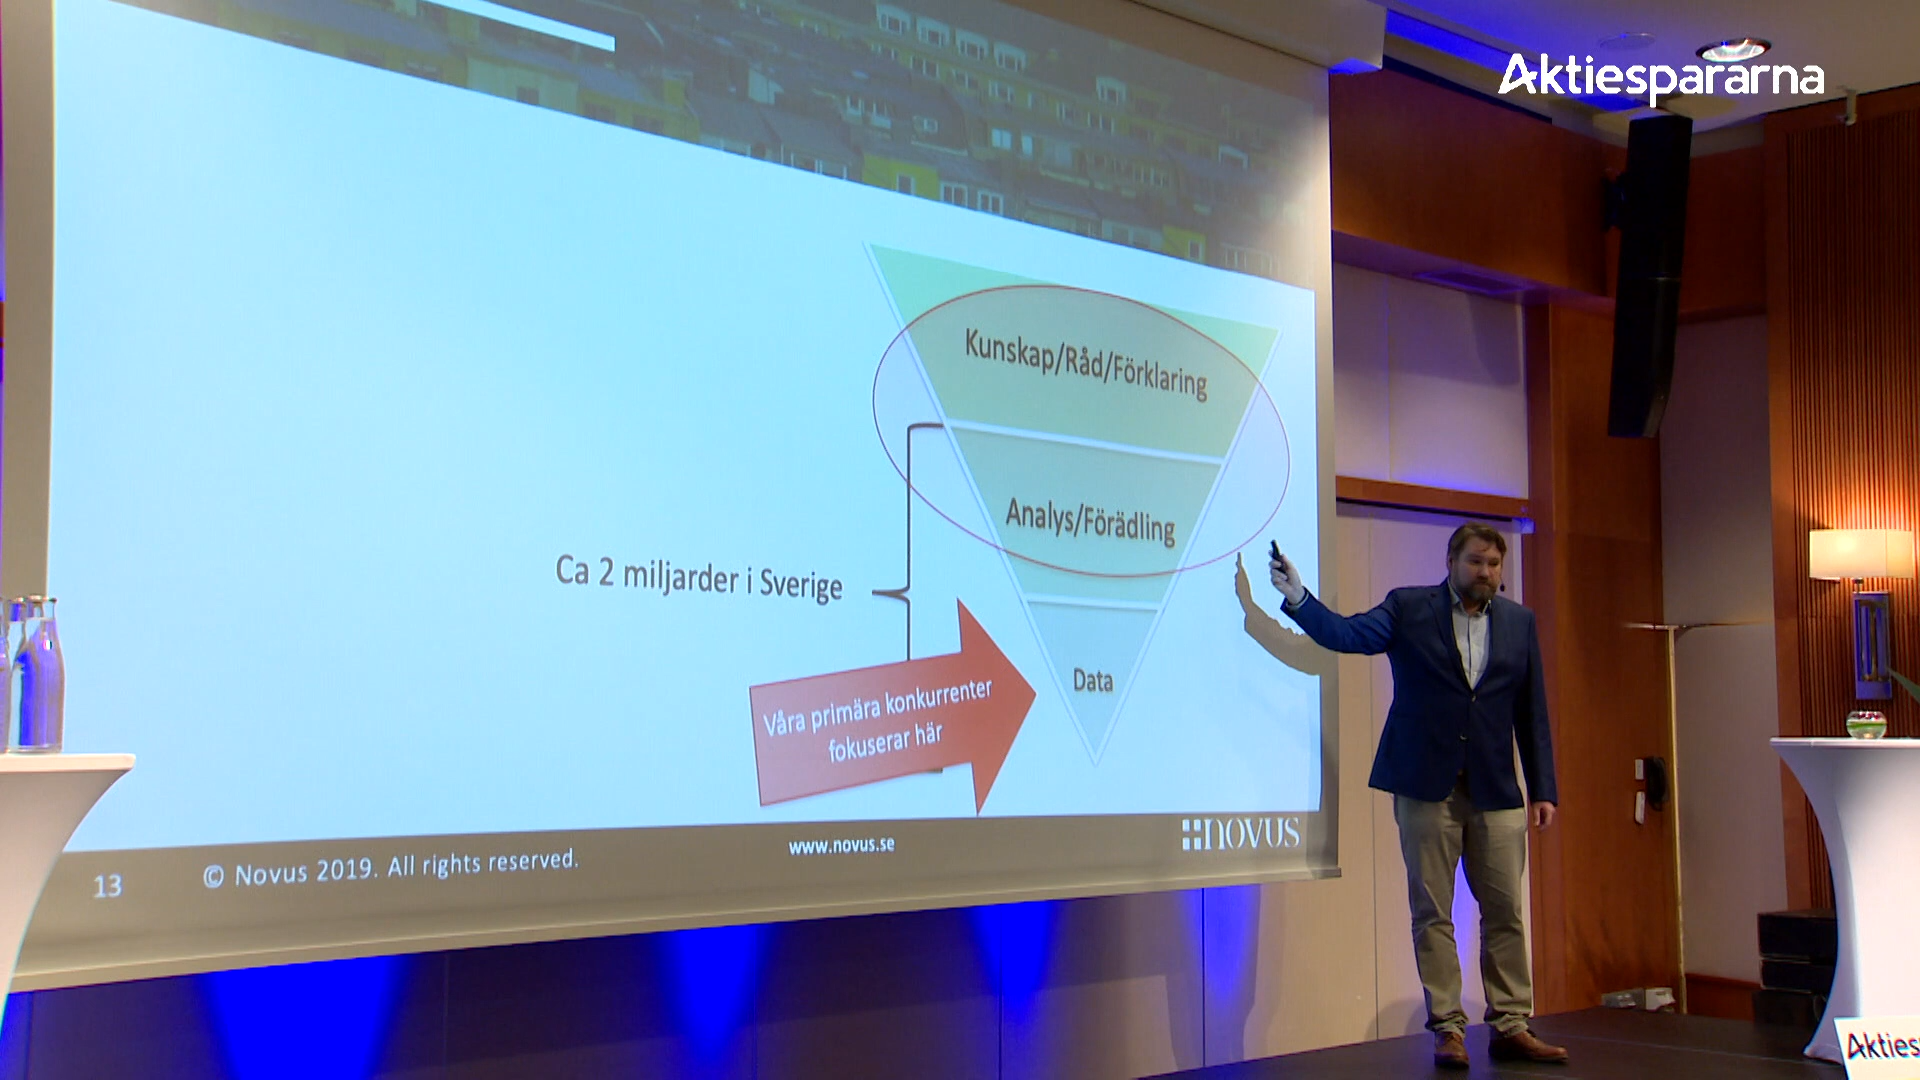 Aktiespararna
Kunskap/Råd/Förklaring
Analys/Förädling
Ca 2 miljarder i Sverige
Data
Våra primära konkurrenter
fokuserar här
13
© Novus 2019. All rights reserved.
www.novus.se
novus
Akties